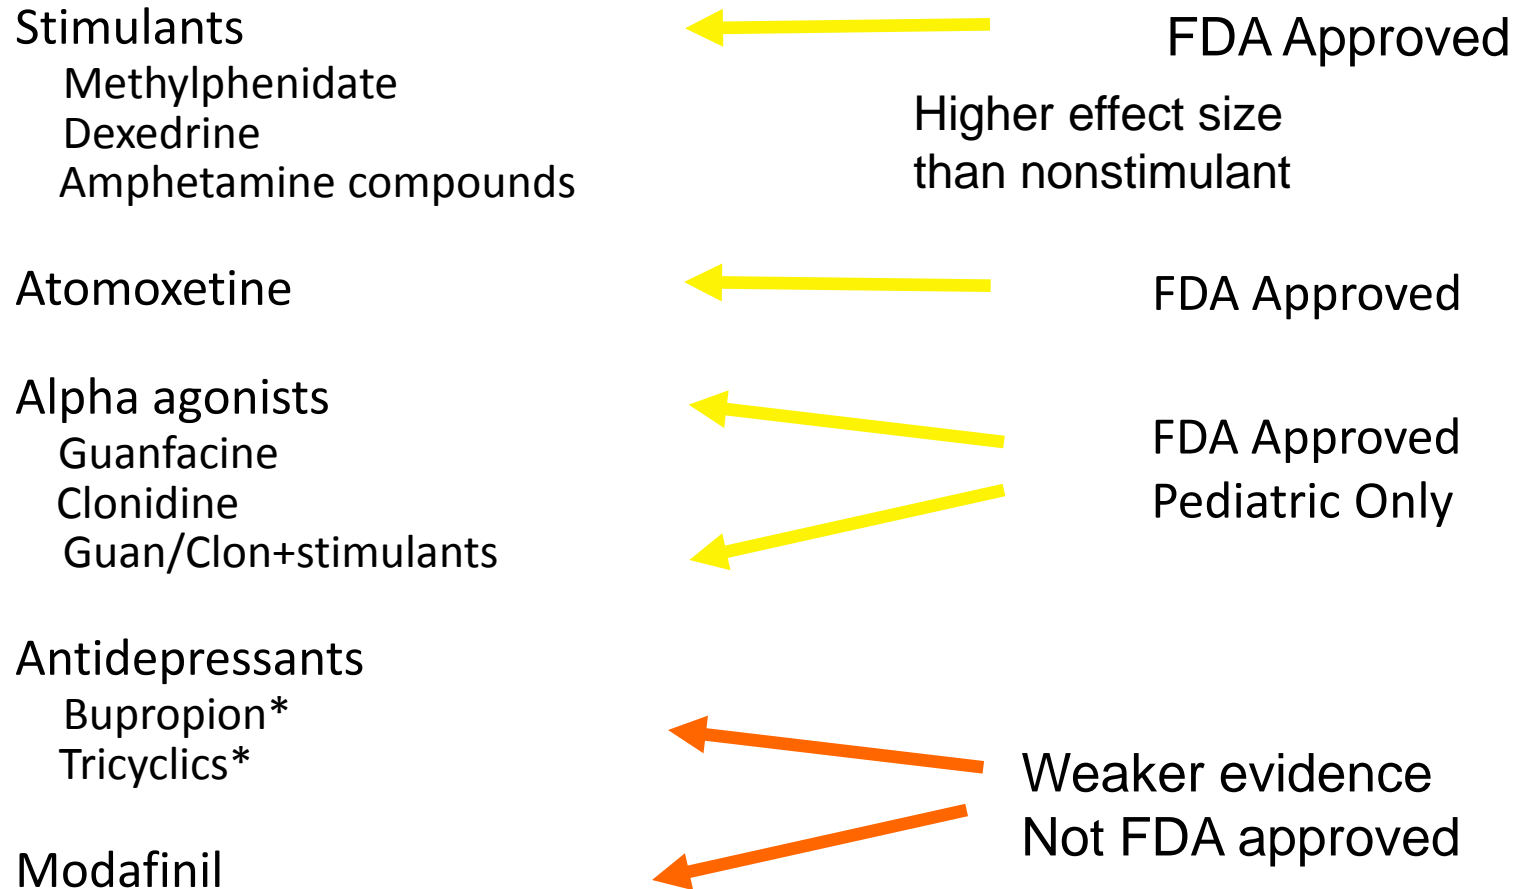 Stimulants
FDA Approved
Methylphenidate
Dexedrine
Amphetamine compounds
Higher effect size
than nonstimulant
Atomoxetine
FDA Approved
Alpha agonists
Guanfacine
Clonidine
Guan/Clon+stimulants
FDA Approved
Pediatric Only
Antidepressants
Bupropion*
Tricyclics*
Modafinil
Weaker evidence
Not FDA approved